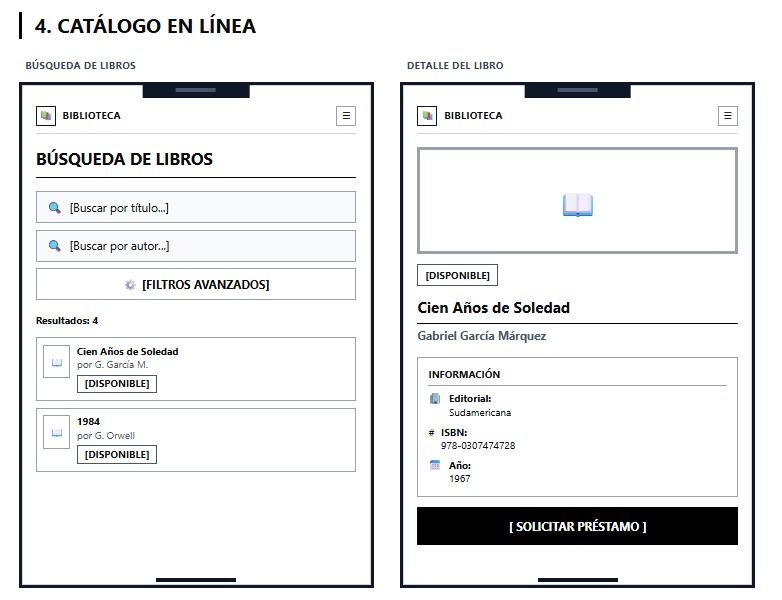 4. CATÁLOGO EN LÍNEA
BÚSQUEDA DE LIBROS
BIBLIOTECA
BÚSQUEDA DE LIBROS
[Buscar por título...]
[Buscar por autor...]
[FILTROS AVANZADOS]
Resultados: 4
Cien Años de Soledad
por G. García M.
[DISPONIBLE]
1984
por G. Orwell
[DISPONIBLE]
DETALLE DEL LIBRO
BIBLIOTECA
[DISPONIBLE]
Cien Años de Soledad
Gabriel García Márquez
INFORMACIÓN
Editorial:
Sudamericana
# ISBN:
978-0307474728
Año:
1967
[ SOLICITAR PRÉSTAMO ]